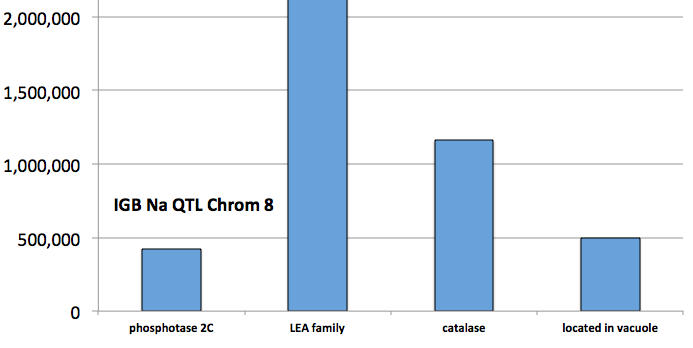 2,000,000
1,500,000
1,000,000
IGB Na QTL Chrom 8
500,000
0
phosphotase 2C LEA family catalase located in vacuole